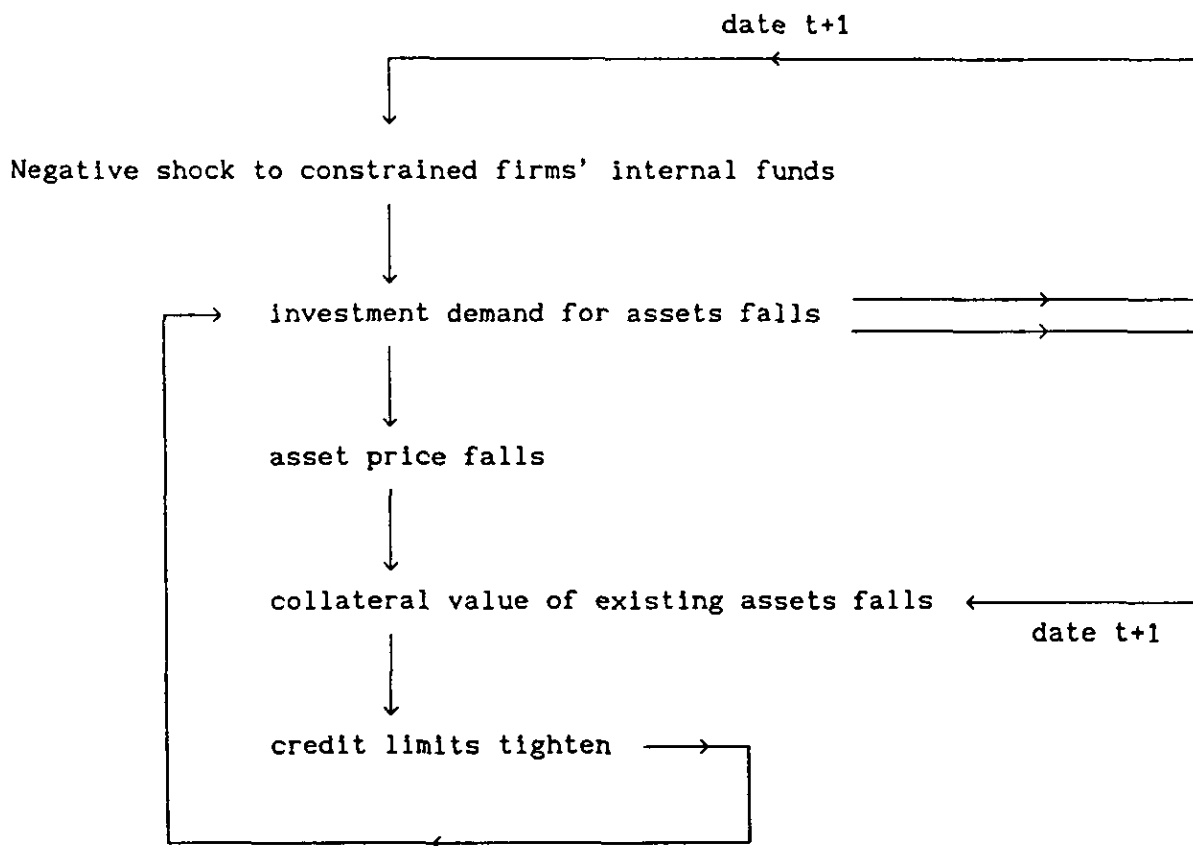 date t+1
Negative shock to constrained firms' internal funds
investment demand for assets falls
asset price falls
collateral value of existing assets falls
date t+1
credit limits tighten